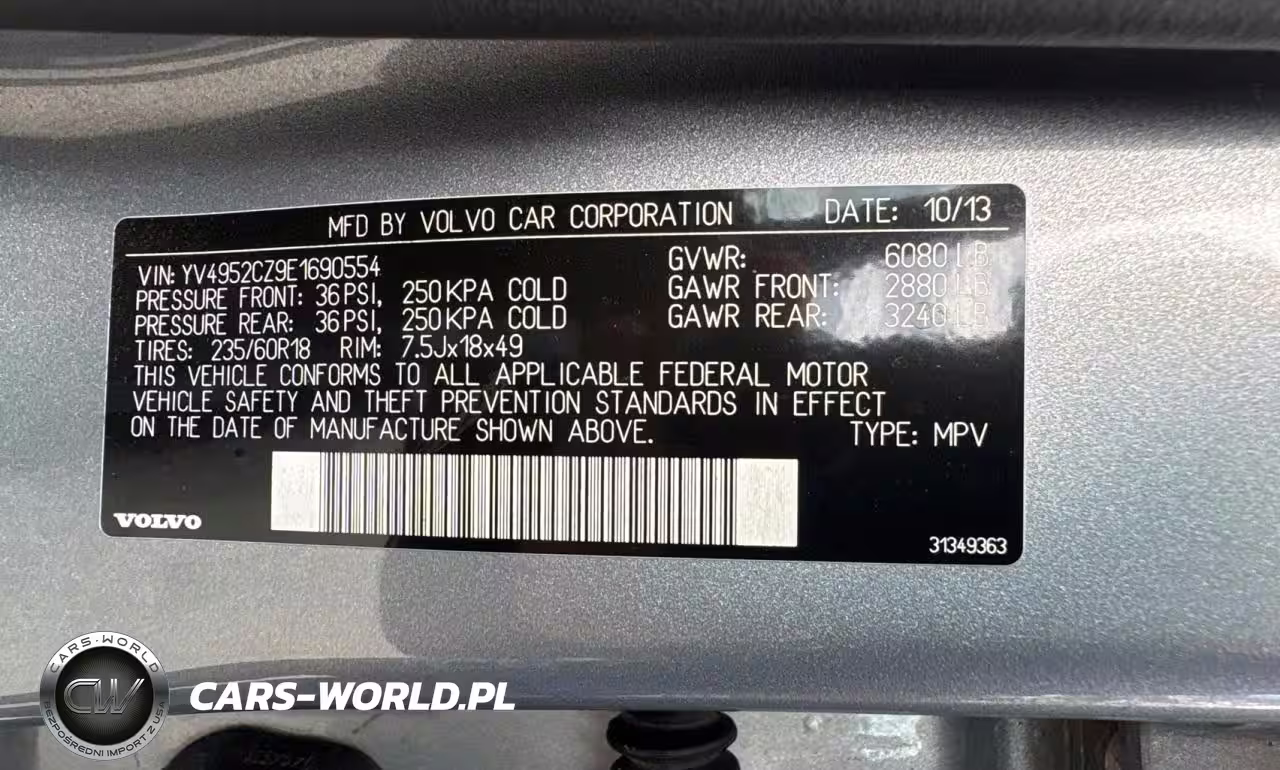 MFD BY VOLVO CAR CORPORATION DATE: 10/13
VIN: YV4952CZ9E1690554 GVWR: 6080 LB
PRESSURE FRONT: 36 PSI, 250 KPA COLD GAWR FRONT: 2880 LB
PRESSURE REAR: 36 PSI, 250 KPA COLD GAWR REAR: 3240 LB
TIRES: 235/60R18 RIM: 7.5Jx18x49
THIS VEHICLE CONFORMS TO ALL APPLICABLE FEDERAL MOTOR
VEHICLE SAFETY AND THEFT PREVENTION STANDARDS IN EFFECT
ON THE DATE OF MANUFACTURE SHOWN ABOVE. TYPE: MPV
VOLVO
31349363
CARS-WORLD
CW
BEZPOŚREDNI IMPORT Z USA
CARS-WORLD.PL